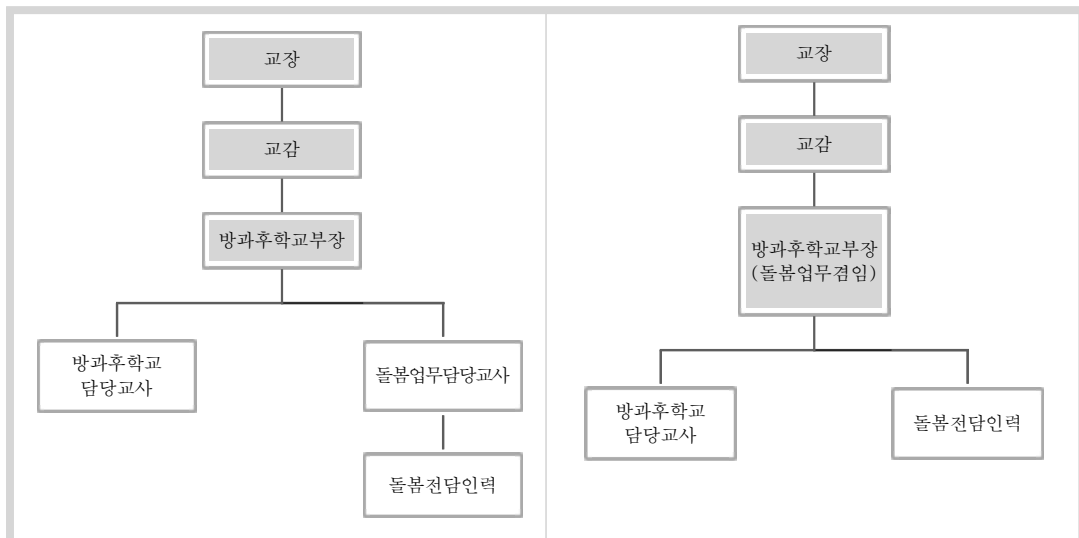 교장
교감
방과후학교부장
방과후학교
담당교사
돌봄업무담당교사
돌봄전담인력
교장
교감
방과후학교부장
(돌봄업무겸임)
방과후학교
담당교사
돌봄전담인력